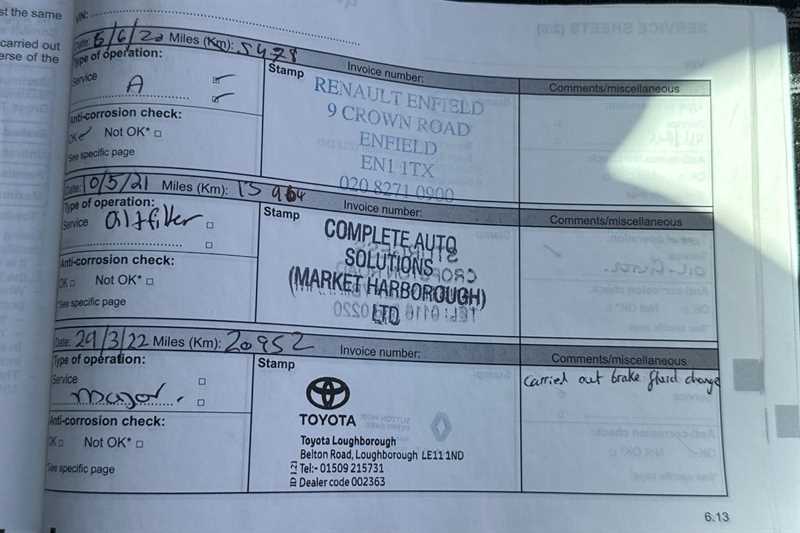 st the same
carried out
erse of the
VIN:
Date: 5/6/20 Miles (Km): 5478
Type of operation:
Service
A
Anti-corrosion check:
OK Not OK*
*See specific page
Stamp
Invoice number:
RENAULT ENFIELD
9 CROWN ROAD
ENFIELD
EN1 1TX
020 8271 0900
Comments/miscellaneous
Date: 10/5/21 Miles (Km):
Type of operation:
Service
Anti-corrosion check:
OK Not OK*
*See specific page
Stamp
Invoice number:
COMPLETE AUTO
SOLUTIONS
(MARKET HARBOROUGH)
LTD
Comments/miscellaneous
Date: 29/3/22 Miles (Km): 20952
Type of operation:
Service
major.
Anti-corrosion check:
OK Not OK*
*See specific page
Stamp
Invoice number:
TOYOTA
Toyota Loughborough
Belton Road, Loughborough LE11 1ND
Tel:- 01509 215731
Dealer code 002363
ID 1.21
Comments/miscellaneous
Carried out brake fluid change
6.13